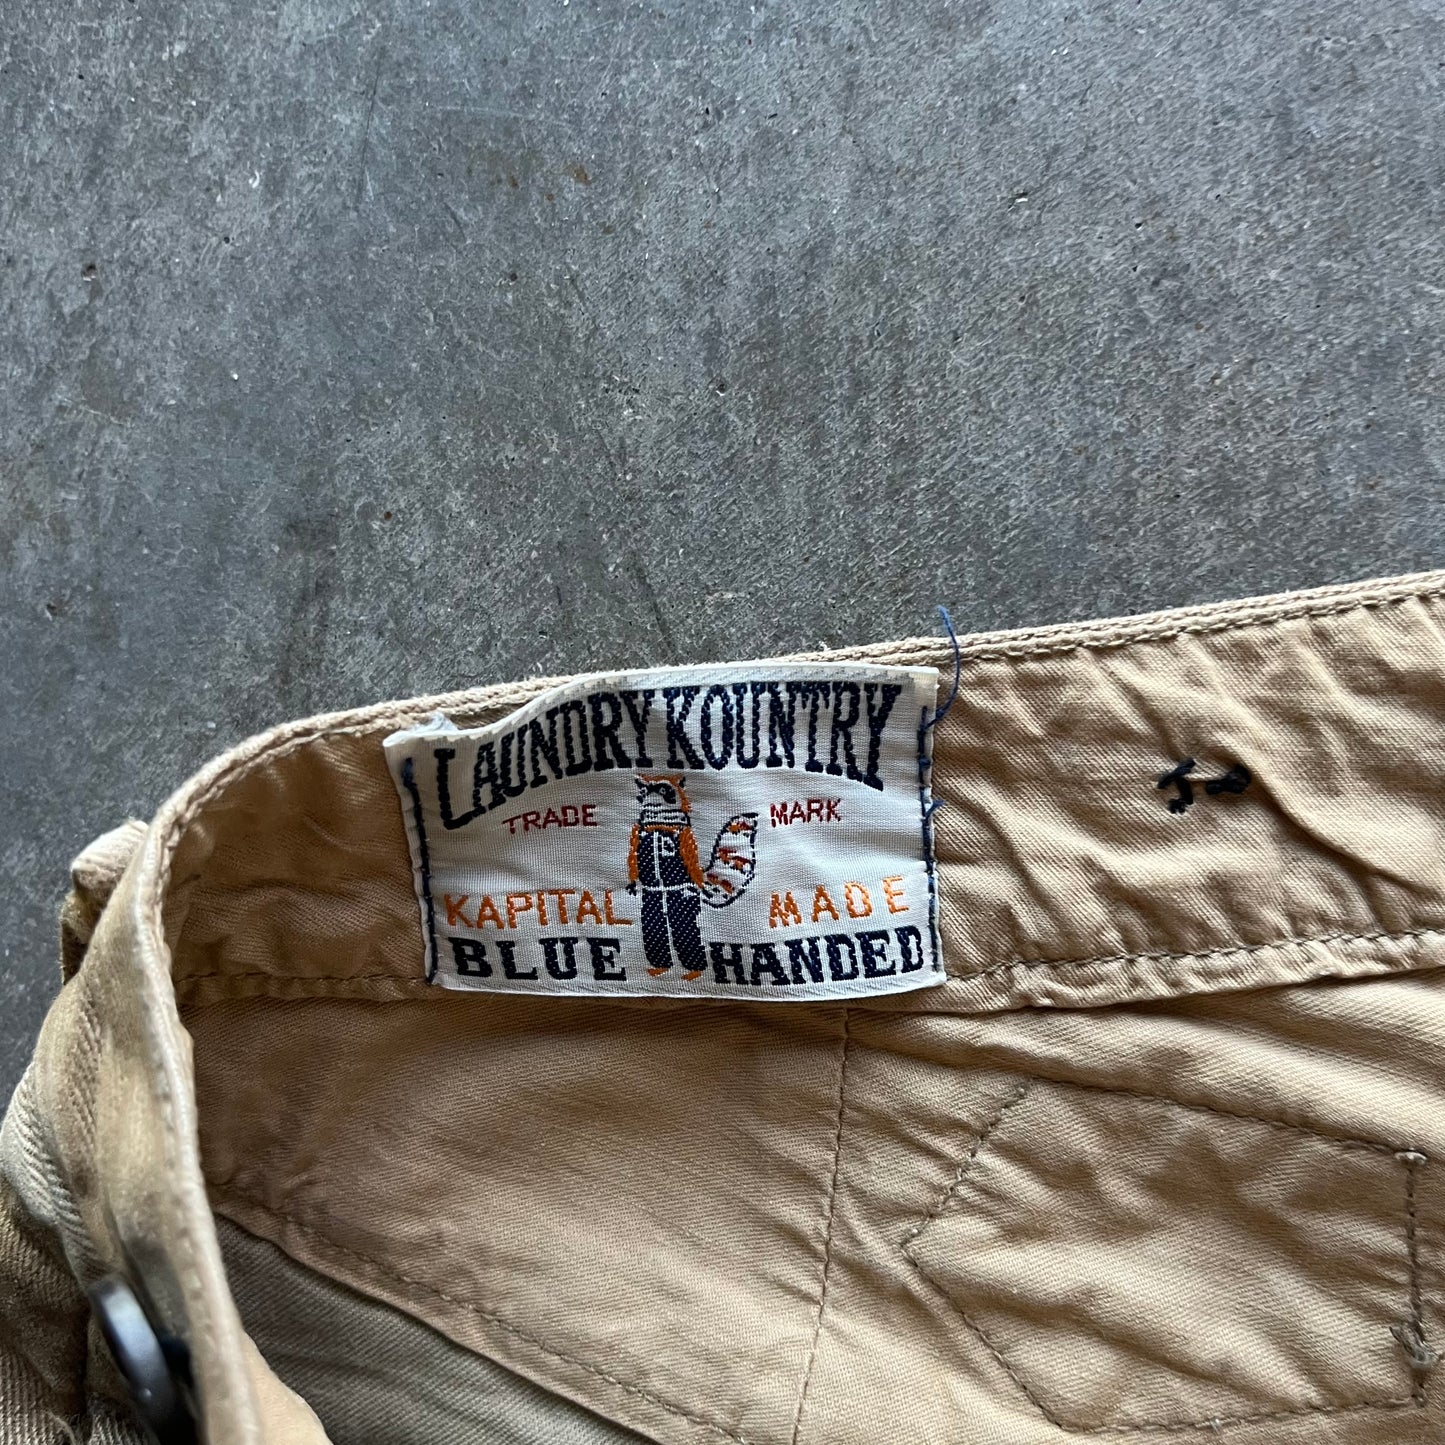 LAUNDRY KOUNTRY
TRADE MARK
KAPITAL MADE
BLUE HANDED